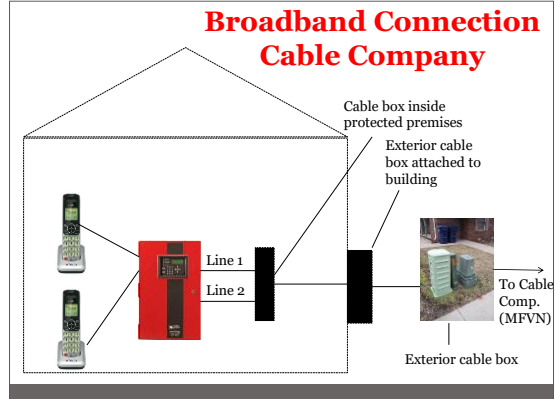 Broadband Connection
Cable Company
Cable box inside
protected premises
Exterior cable
box attached to
building
Line 1
Line 2
To Cable
Comp.
(MFVN)
Exterior cable box